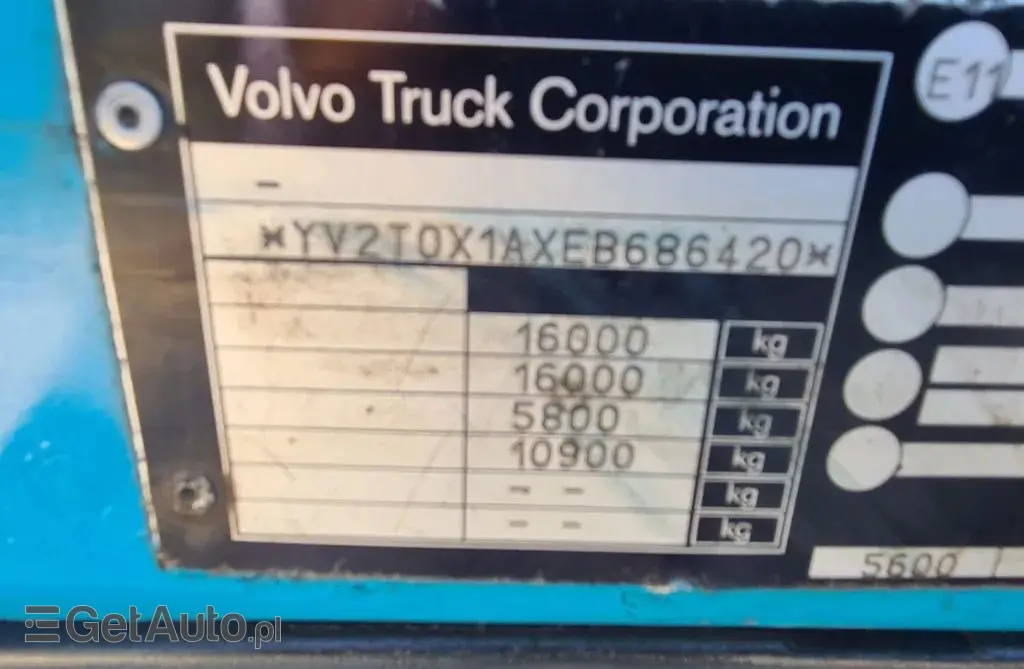 Volvo Truck Corporation
E11
-
*YV2T0X1AXEB686420*
16000 kg
16000 kg
5800 kg
10900 kg
- - kg
- - kg
5600
GetAuto.pl